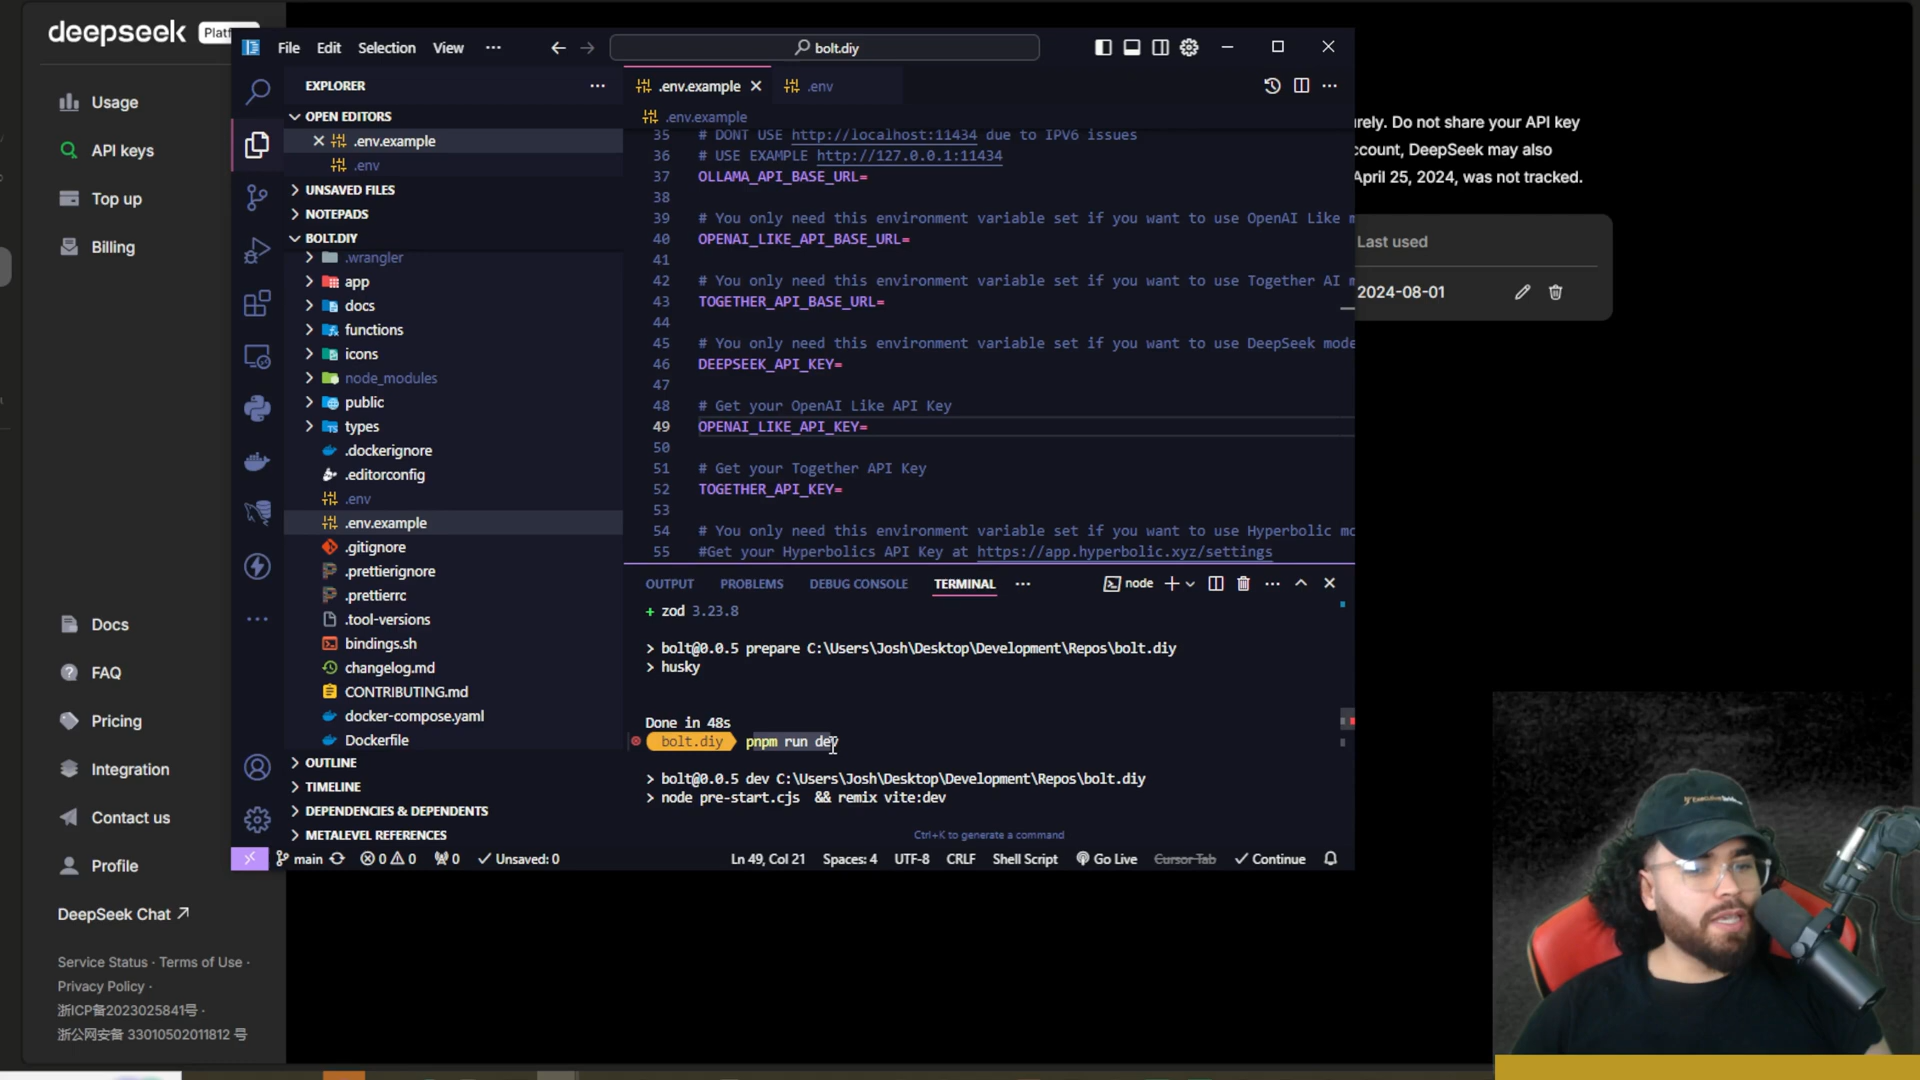 deepseek
Usage
API keys
Top up
Billing
Docs
FAQ
Pricing
Integration
Contact us
Profile
DeepSeek Chat ↗
Service Status · Terms of Use ·
Privacy Policy ·
浙ICP备2023025841号 ·
浙公网安备 33010502011812 号
File Edit Selection View ···
bolt.diy
EXPLORER
OPEN EDITORS
.env.example
.env
UNSAVED FILES
NOTEPADS
BOLT.DIY
.wrangler
app
docs
functions
icons
node_modules
public
types
.dockerignore
.editorconfig
.env
.env.example
.gitignore
.prettierignore
.prettierrc
.tool-versions
bindings.sh
changelog.md
CONTRIBUTING.md
docker-compose.yaml
Dockerfile
OUTLINE
TIMELINE
DEPENDENCIES & DEPENDENTS
METALEVEL REFERENCES
.env.example .env
.env.example
35 # DONT USE http://localhost:11434 due to IPV6 issues
36 # USE EXAMPLE http://127.0.0.1:11434
37 OLLAMA_API_BASE_URL=
38
39 # You only need this environment variable set if you want to use OpenAI Like m
40 OPENAI_LIKE_API_BASE_URL=
41
42 # You only need this environment variable set if you want to use Together AI m
43 TOGETHER_API_BASE_URL=
44
45 # You only need this environment variable set if you want to use DeepSeek mode
46 DEEPSEEK_API_KEY=
47
48 # Get your OpenAI Like API Key
49 OPENAI_LIKE_API_KEY=
50
51 # Get your Together API Key
52 TOGETHER_API_KEY=
53
54 # You only need this environment variable set if you want to use Hyperbolic mo
55 #Get your Hyperbolics API Key at https://app.hyperbolic.xyz/settings
OUTPUT PROBLEMS DEBUG CONSOLE TERMINAL ··· node
+ zod 3.23.8
> bolt@0.0.5 prepare C:\Users\Josh\Desktop\Development\Repos\bolt.diy
> husky
Done in 48s
bolt.diy pnpm run dev
> bolt@0.0.5 dev C:\Users\Josh\Desktop\Development\Repos\bolt.diy
> node pre-start.cjs && remix vite:dev
Ctrl+K to generate a command
main 0 0 0 Unsaved: 0 Ln 49, Col 21 Spaces: 4 UTF-8 CRLF Shell Script Go Live Cursor Tab Continue
rely. Do not share your API key
ccount, DeepSeek may also
April 25, 2024, was not tracked.
Last used
2024-08-01